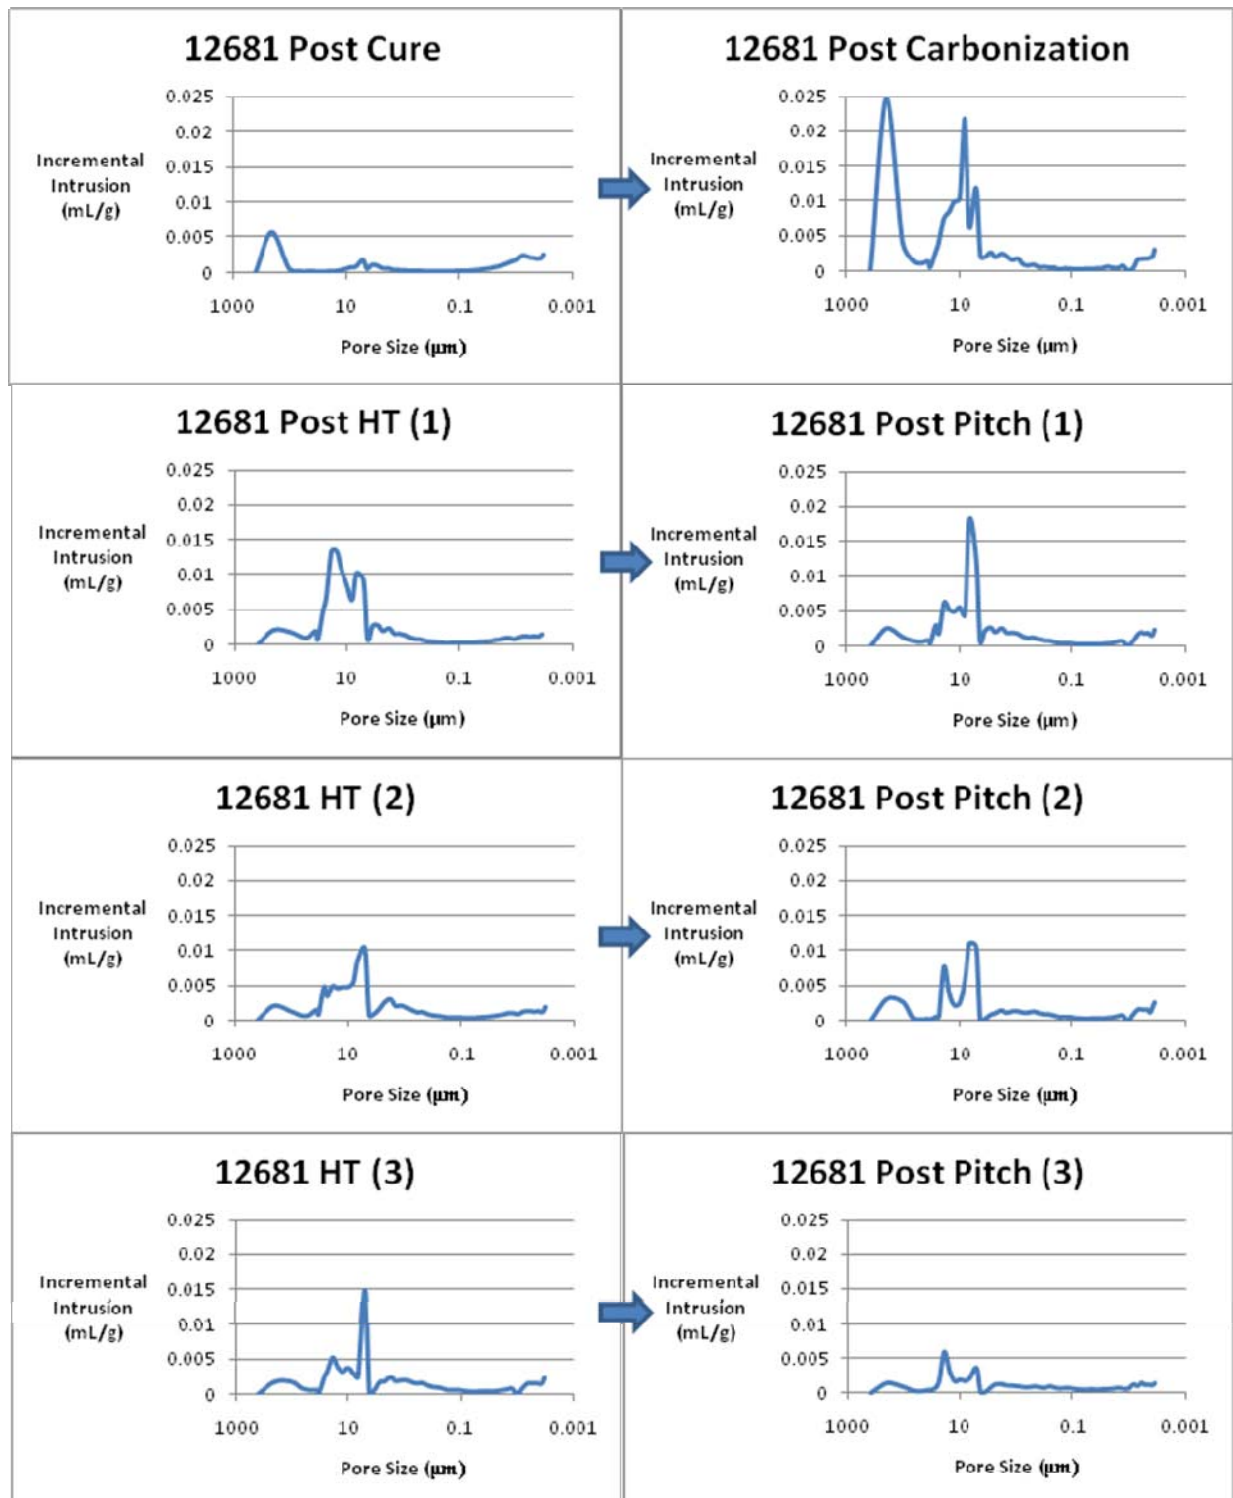 12681 Post Cure
0.025
0.02
0.015
0.01
0.005
0
Incremental
Intrusion
(mL/g)
1000 10 0.1 0.001
Pore Size (μm)
12681 Post Carbonization
0.025
0.02
0.015
0.01
0.005
0
Incremental
Intrusion
(mL/g)
1000 10 0.1 0.001
Pore Size (μm)
12681 Post HT (1)
0.025
0.02
0.015
0.01
0.005
0
Incremental
Intrusion
(mL/g)
1000 10 0.1 0.001
Pore Size (μm)
12681 Post Pitch (1)
0.025
0.02
0.015
0.01
0.005
0
Incremental
Intrusion
(mL/g)
1000 10 0.1 0.001
Pore Size (μm)
12681 HT (2)
0.025
0.02
0.015
0.01
0.005
0
Incremental
Intrusion
(mL/g)
1000 10 0.1 0.001
Pore Size (μm)
12681 Post Pitch (2)
0.025
0.02
0.015
0.01
0.005
0
Incremental
Intrusion
(mL/g)
1000 10 0.1 0.001
Pore Size (μm)
12681 HT (3)
0.025
0.02
0.015
0.01
0.005
0
Incremental
Intrusion
(mL/g)
1000 10 0.1 0.001
Pore Size (μm)
12681 Post Pitch (3)
0.025
0.02
0.015
0.01
0.005
0
Incremental
Intrusion
(mL/g)
1000 10 0.1 0.001
Pore Size (μm)